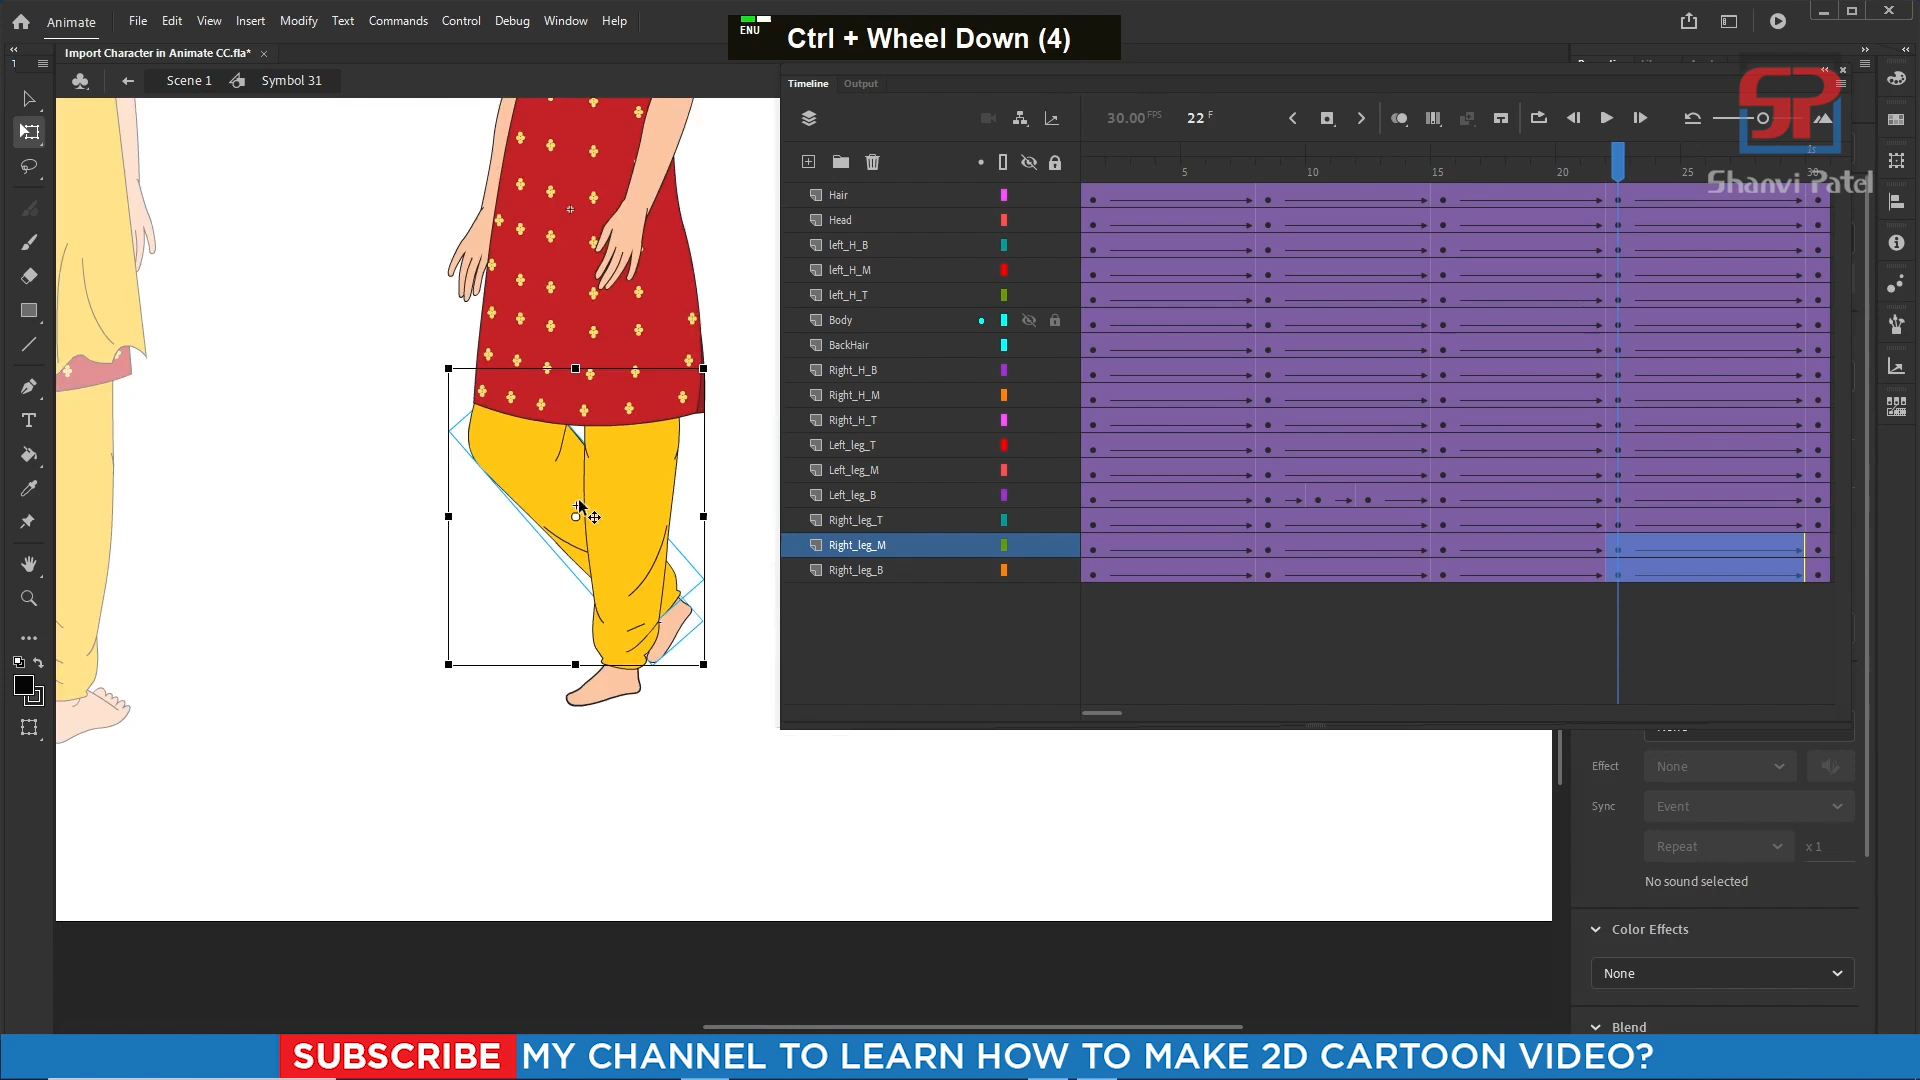 Animate
File Edit View Insert Modify Text Commands Control Debug Window Help
ENU
Ctrl + Wheel Down (4)
Import Character in Animate CC.fla*
Scene 1
Symbol 31
Timeline
Output
30.00 FPS
22 F
SP
Shanvi Patel
1s
5
10
15
20
25
30
Hair
Head
left_H_B
left_H_M
left_H_T
Body
BackHair
Right_H_B
Right_H_M
Right_H_T
Left_leg_T
Left_leg_M
Left_leg_B
Right_leg_T
Right_leg_M
Right_leg_B
Effect
None
Sync
Event
Repeat
x 1
No sound selected
Color Effects
None
Blend
SUBSCRIBE MY CHANNEL TO LEARN HOW TO MAKE 2D CARTOON VIDEO?